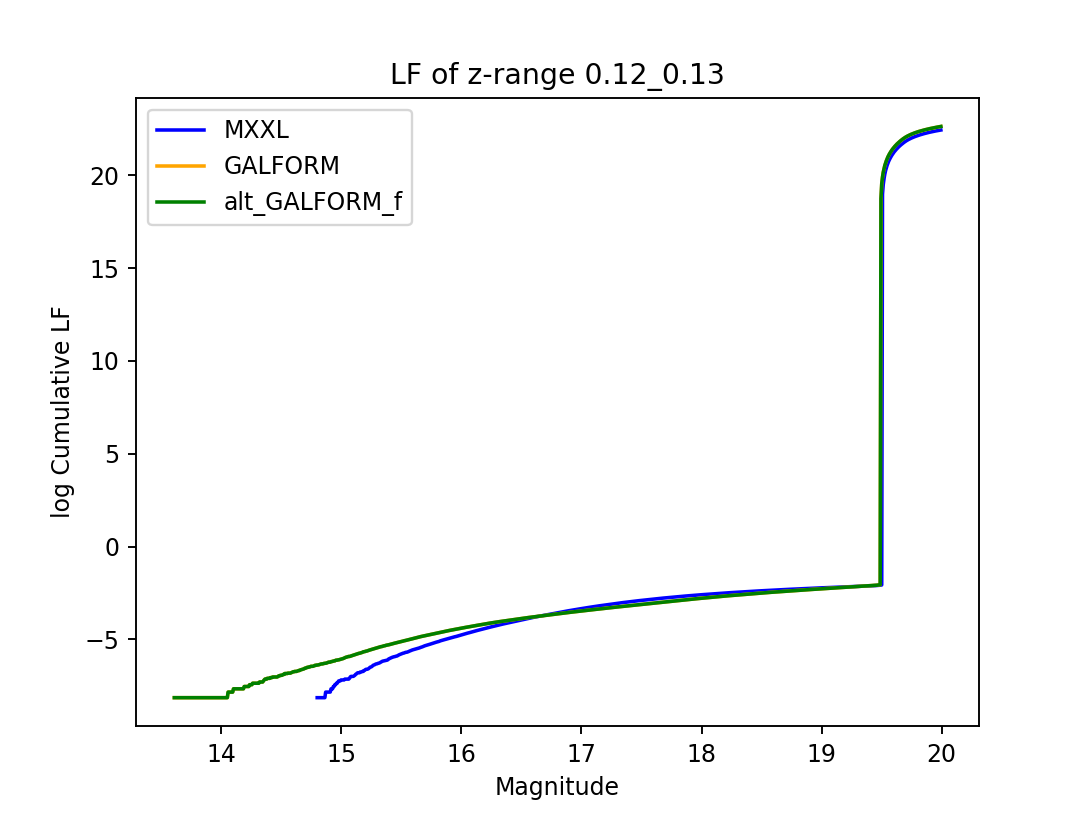 LF of z-range 0.12_0.13
MXXL
GALFORM
alt_GALFORM_f
log Cumulative LF
20
15
10
5
0
−5
14 15 16 17 18 19 20
Magnitude